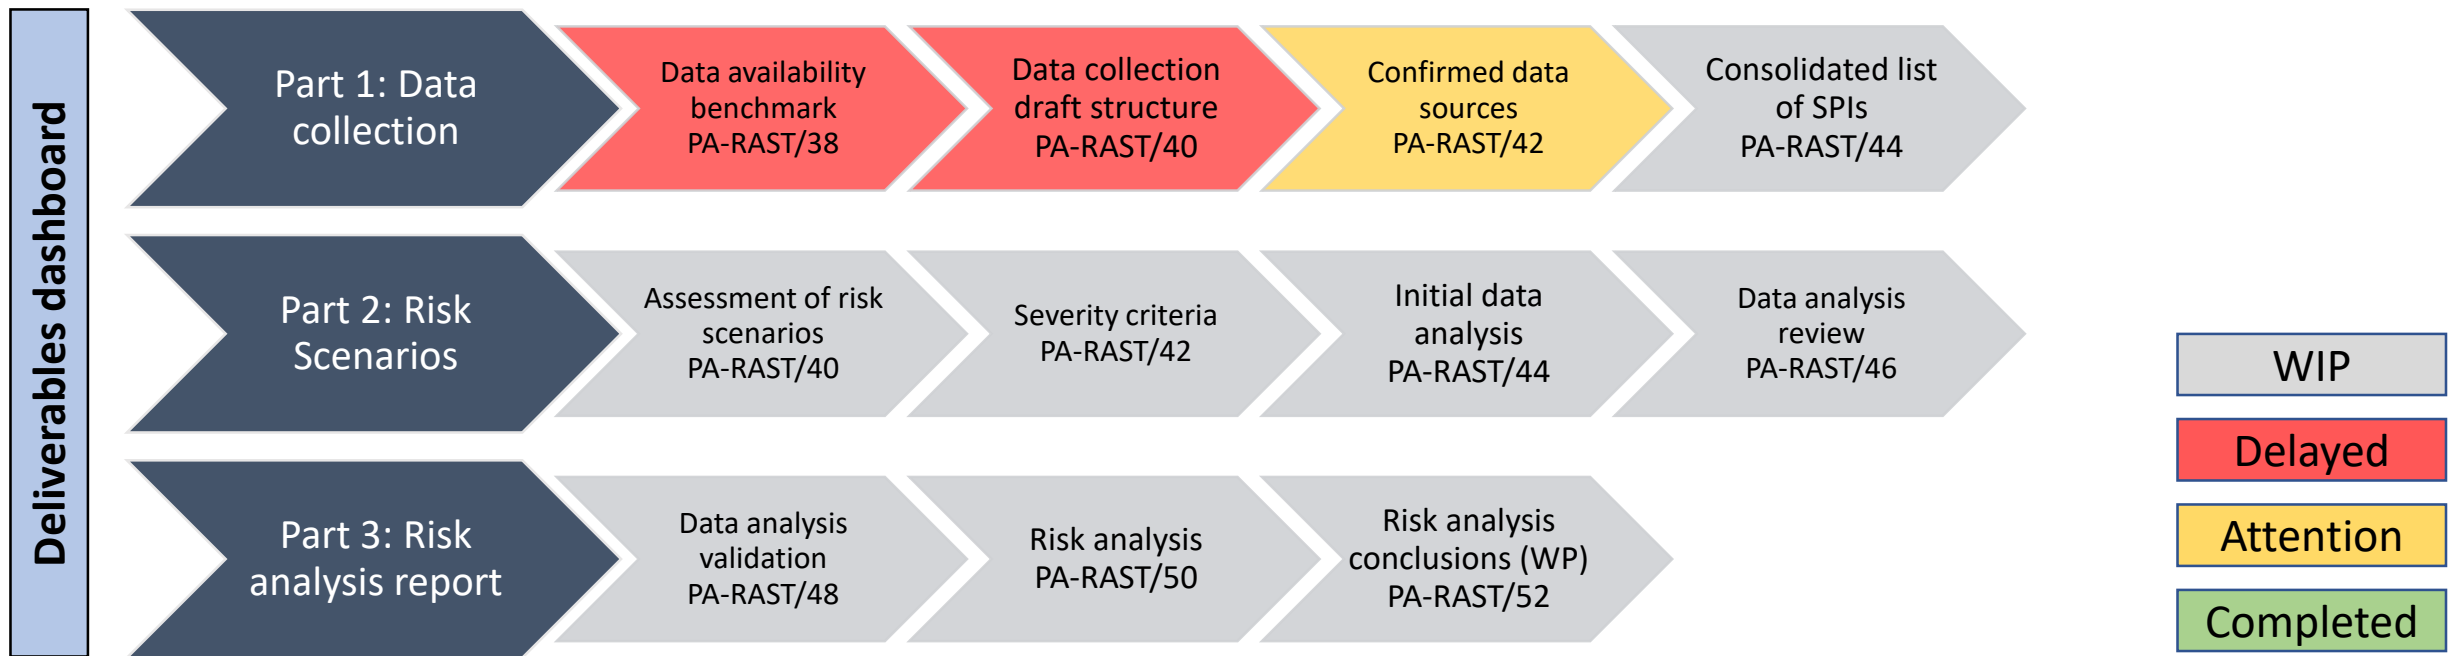 Deliverables dashboard
Part 1: Data
collection
Data availability
benchmark
PA-RAST/38
Data collection
draft structure
PA-RAST/40
Confirmed data
sources
PA-RAST/42
Consolidated list
of SPIs
PA-RAST/44
Part 2: Risk
Scenarios
Assessment of risk
scenarios
PA-RAST/40
Severity criteria
PA-RAST/42
Initial data
analysis
PA-RAST/44
Data analysis
review
PA-RAST/46
Part 3: Risk
analysis report
Data analysis
validation
PA-RAST/48
Risk analysis
PA-RAST/50
Risk analysis
conclusions (WP)
PA-RAST/52
WIP
Delayed
Attention
Completed